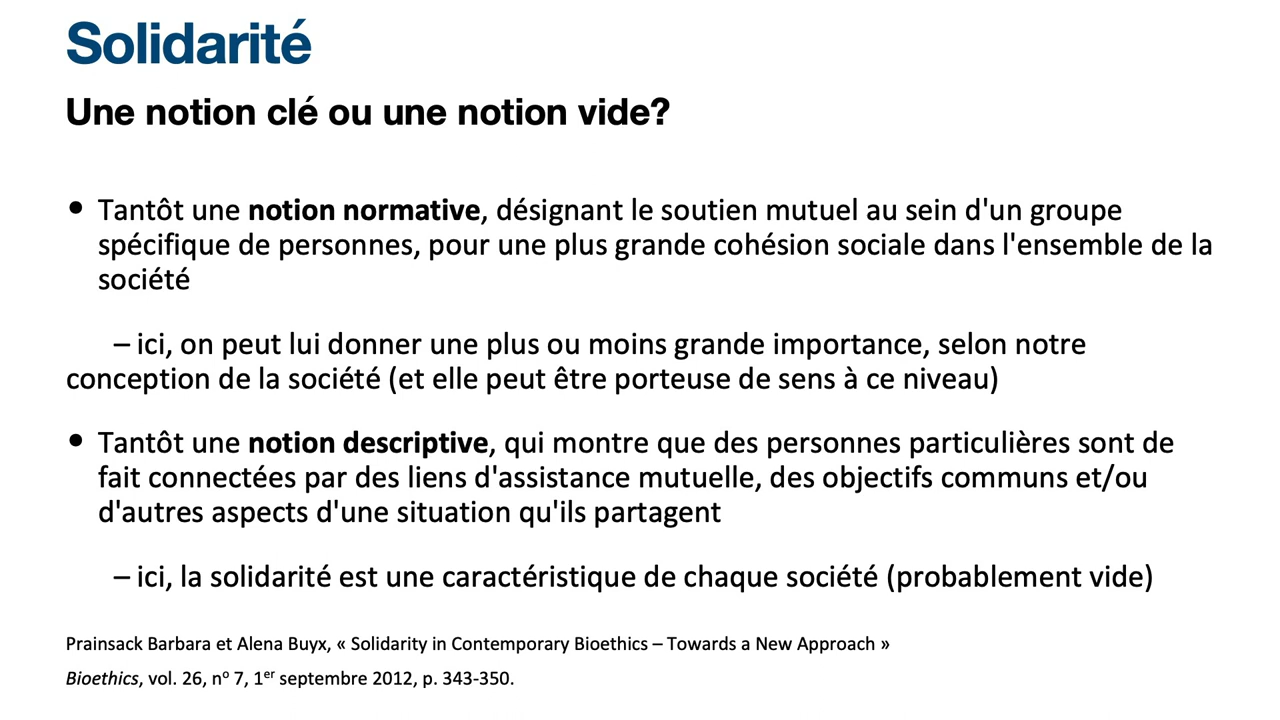 Solidarité
Une notion clé ou une notion vide?
• Tantôt une notion normative, désignant le soutien mutuel au sein d'un groupe
spécifique de personnes, pour une plus grande cohésion sociale dans l'ensemble de la
société
– ici, on peut lui donner une plus ou moins grande importance, selon notre
conception de la société (et elle peut être porteuse de sens à ce niveau)
• Tantôt une notion descriptive, qui montre que des personnes particulières sont de
fait connectées par des liens d'assistance mutuelle, des objectifs communs et/ou
d'autres aspects d'une situation qu'ils partagent
– ici, la solidarité est une caractéristique de chaque société (probablement vide)
Prainsack Barbara et Alena Buyx, « Solidarity in Contemporary Bioethics – Towards a New Approach »
Bioethics, vol. 26, nº 7, 1er septembre 2012, p. 343-350.